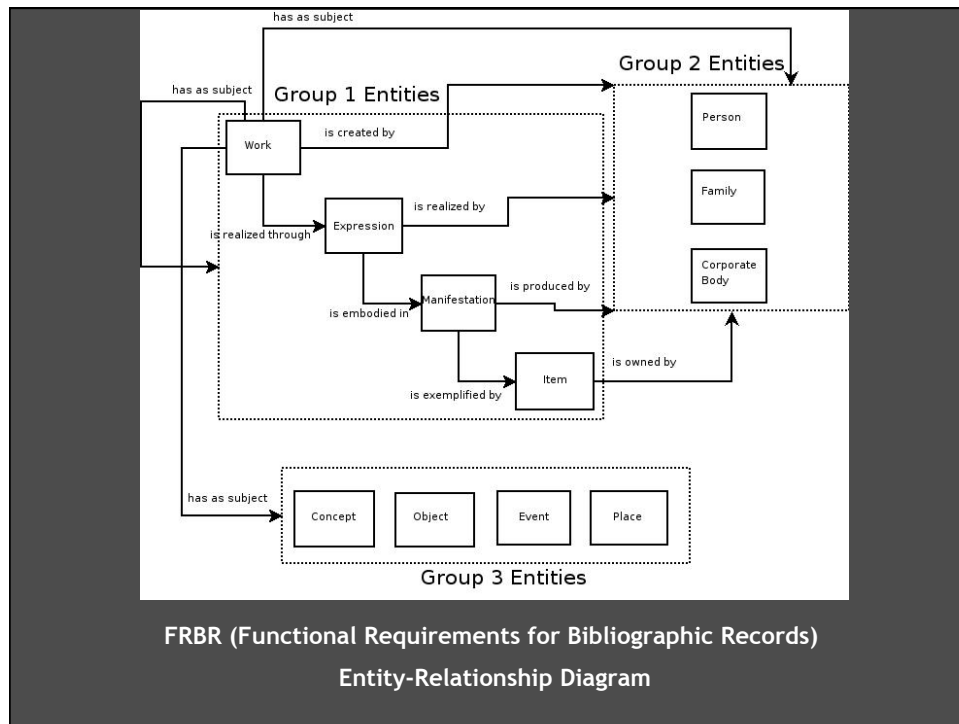 has as subject
Group 2 Entities
has as subject
Group 1 Entities
Person
is created by
Work
Family
is realized by
Expression
is realized through
Corporate
Body
is produced by
Manifestation
is embodied in
is owned by
Item
is exemplified by
has as subject
Concept
Object
Event
Place
Group 3 Entities
FRBR (Functional Requirements for Bibliographic Records)
Entity-Relationship Diagram